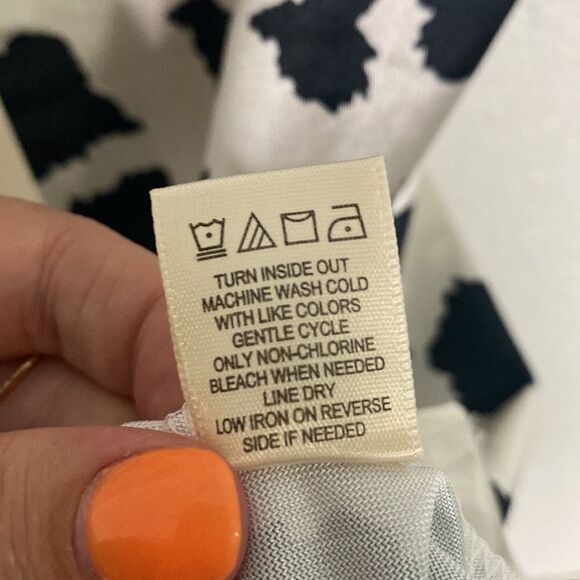 TURN INSIDE OUT
MACHINE WASH COLD
WITH LIKE COLORS
GENTLE CYCLE
ONLY NON-CHLORINE
BLEACH WHEN NEEDED
LINE DRY
LOW IRON ON REVERSE
SIDE IF NEEDED